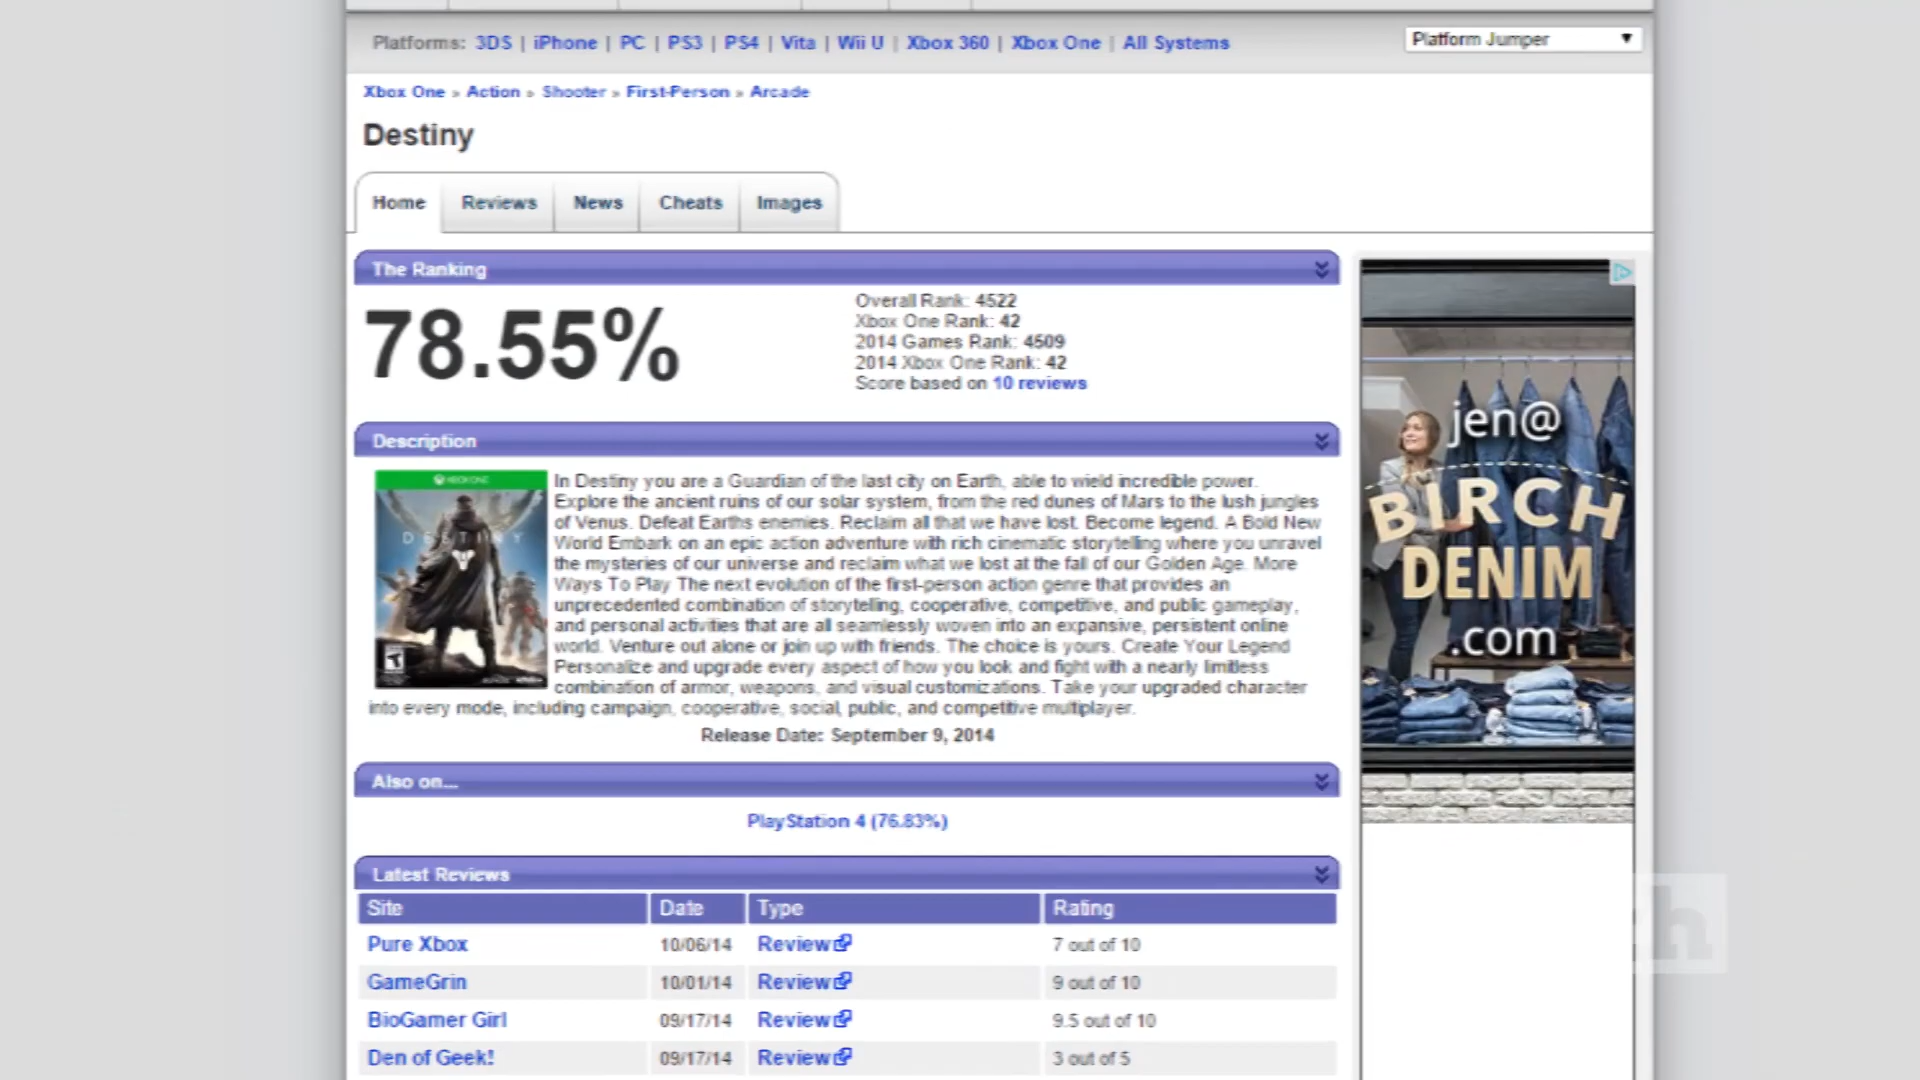 Platforms: 3DS | iPhone | PC | PS3 | PS4 | Vita | Wii U | Xbox 360 | Xbox One | All Systems
Platform Jumper
Xbox One » Action » Shooter » First-Person » Arcade
Destiny
Home Reviews News Cheats Images
The Ranking
78.55%
Overall Rank: 4522
Xbox One Rank: 42
2014 Games Rank: 4509
2014 Xbox One Rank: 42
Score based on 10 reviews
Description
XBOX ONE
DESTINY
In Destiny you are a Guardian of the last city on Earth, able to wield incredible power.
Explore the ancient ruins of our solar system, from the red dunes of Mars to the lush jungles
of Venus. Defeat Earths enemies. Reclaim all that we have lost. Become legend. A Bold New
World Embark on an epic action adventure with rich cinematic storytelling where you unravel
the mysteries of our universe and reclaim what we lost at the fall of our Golden Age. More
Ways To Play The next evolution of the first-person action genre that provides an
unprecedented combination of storytelling, cooperative, competitive, and public gameplay,
and personal activities that are all seamlessly woven into an expansive, persistent online
world. Venture out alone or join up with friends. The choice is yours. Create Your Legend
Personalize and upgrade every aspect of how you look and fight with a nearly limitless
combination of armor, weapons, and visual customizations. Take your upgraded character
into every mode, including campaign, cooperative, social, public, and competitive multiplayer.
Release Date: September 9, 2014
Also on...
PlayStation 4 (76.83%)
Latest Reviews
Site Date Type Rating
Pure Xbox 10/06/14 Review 7 out of 10
GameGrin 10/01/14 Review 9 out of 10
BioGamer Girl 09/17/14 Review 9.5 out of 10
Den of Geek! 09/17/14 Review 3 out of 5
jen@
BIRCH
DENIM
.com